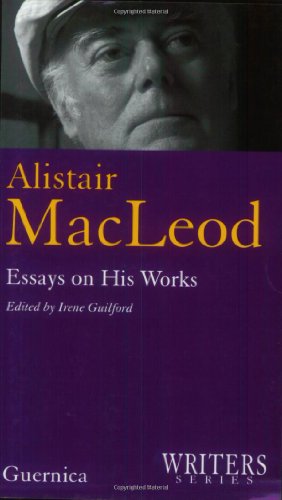 Alistair
MacLeod
Essays on His Works
Edited by Irene Guilford
Guernica
WRITERS
SERIES